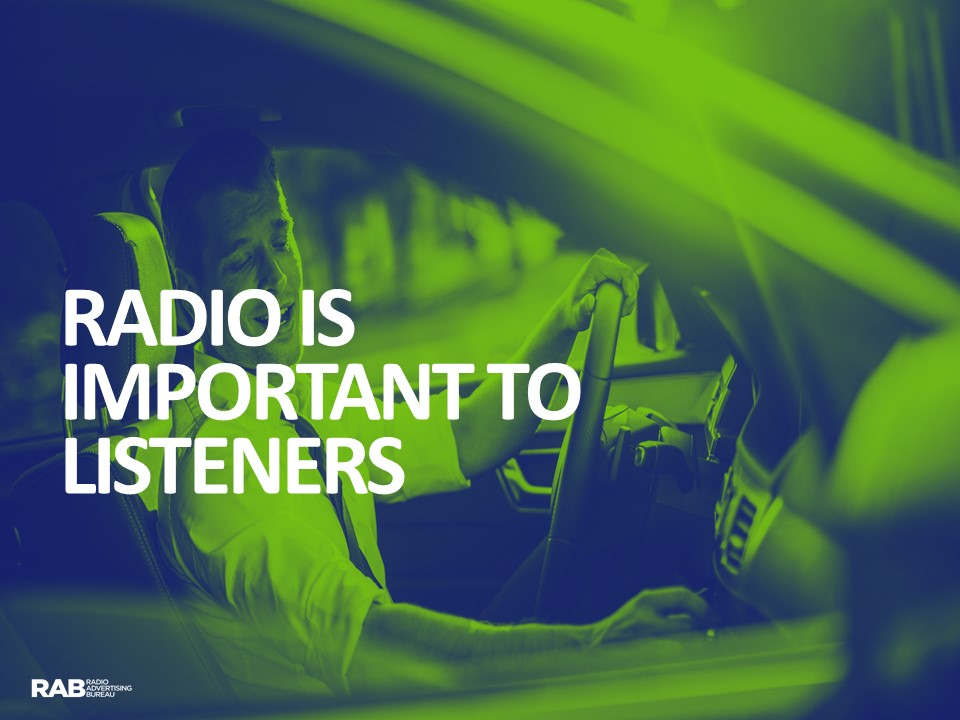 RADIO IS
IMPORTANT TO
LISTENERS
RAB RADIO
ADVERTISING
BUREAU